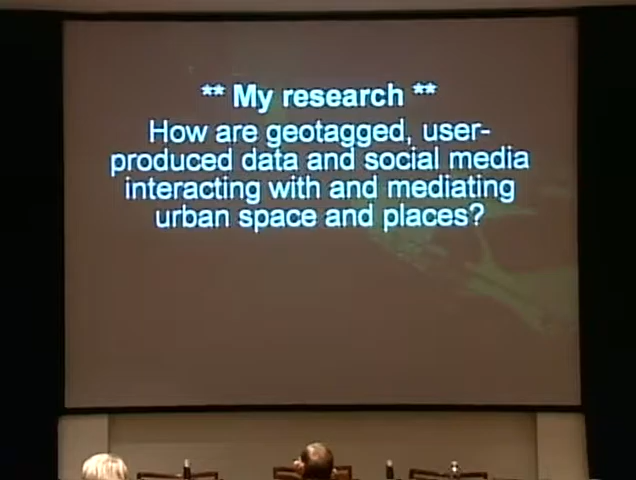 ** My research **
How are geotagged, user-
produced data and social media
interacting with and mediating
urban space and places?